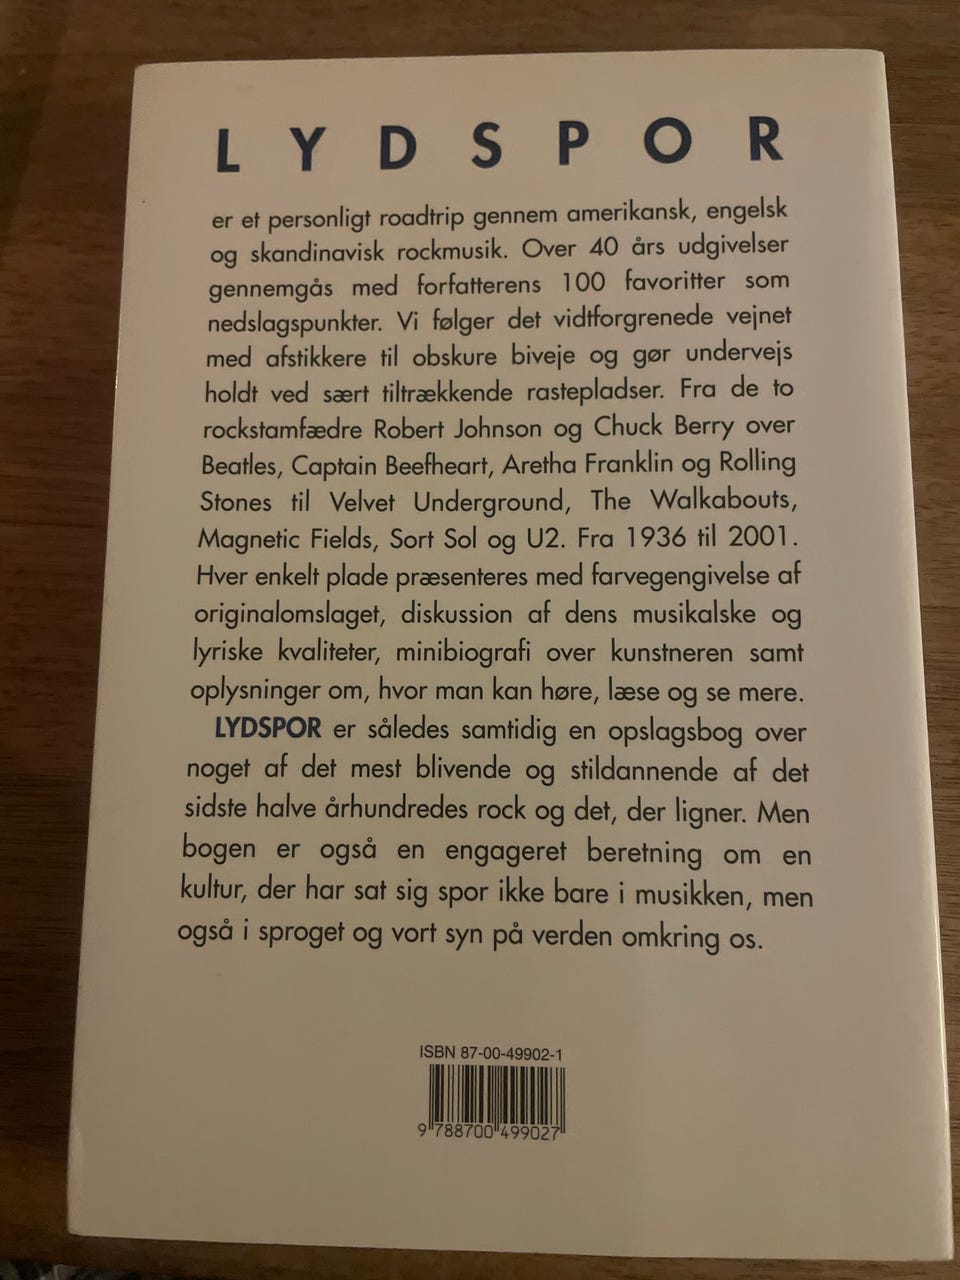 LYDSPOR
er et personligt roadtrip gennem amerikansk, engelsk
og skandinavisk rockmusik. Over 40 års udgivelser
gennemgås med forfatterens 100 favoritter som
nedslagspunkter. Vi følger det vidtforgrenede vejnet
med afstikkere til obskure biveje og gør undervejs
holdt ved sært tiltrækkende rastepladser. Fra de to
rockstamfædre Robert Johnson og Chuck Berry over
Beatles, Captain Beefheart, Aretha Franklin og Rolling
Stones til Velvet Underground, The Walkabouts,
Magnetic Fields, Sort Sol og U2. Fra 1936 til 2001.
Hver enkelt plade præsenteres med farvegengivelse af
originalomslaget, diskussion af dens musikalske og
lyriske kvaliteter, minibiografi over kunstneren samt
oplysninger om, hvor man kan høre, læse og se mere.
LYDSPOR er således samtidig en opslagsbog over
noget af det mest blivende og stildannende af det
sidste halve århundredes rock og det, der ligner. Men
bogen er også en engageret beretning om en
kultur, der har sat sig spor ikke bare i musikken, men
også i sproget og vort syn på verden omkring os.
ISBN 87-00-49902-1
9 788700 499027